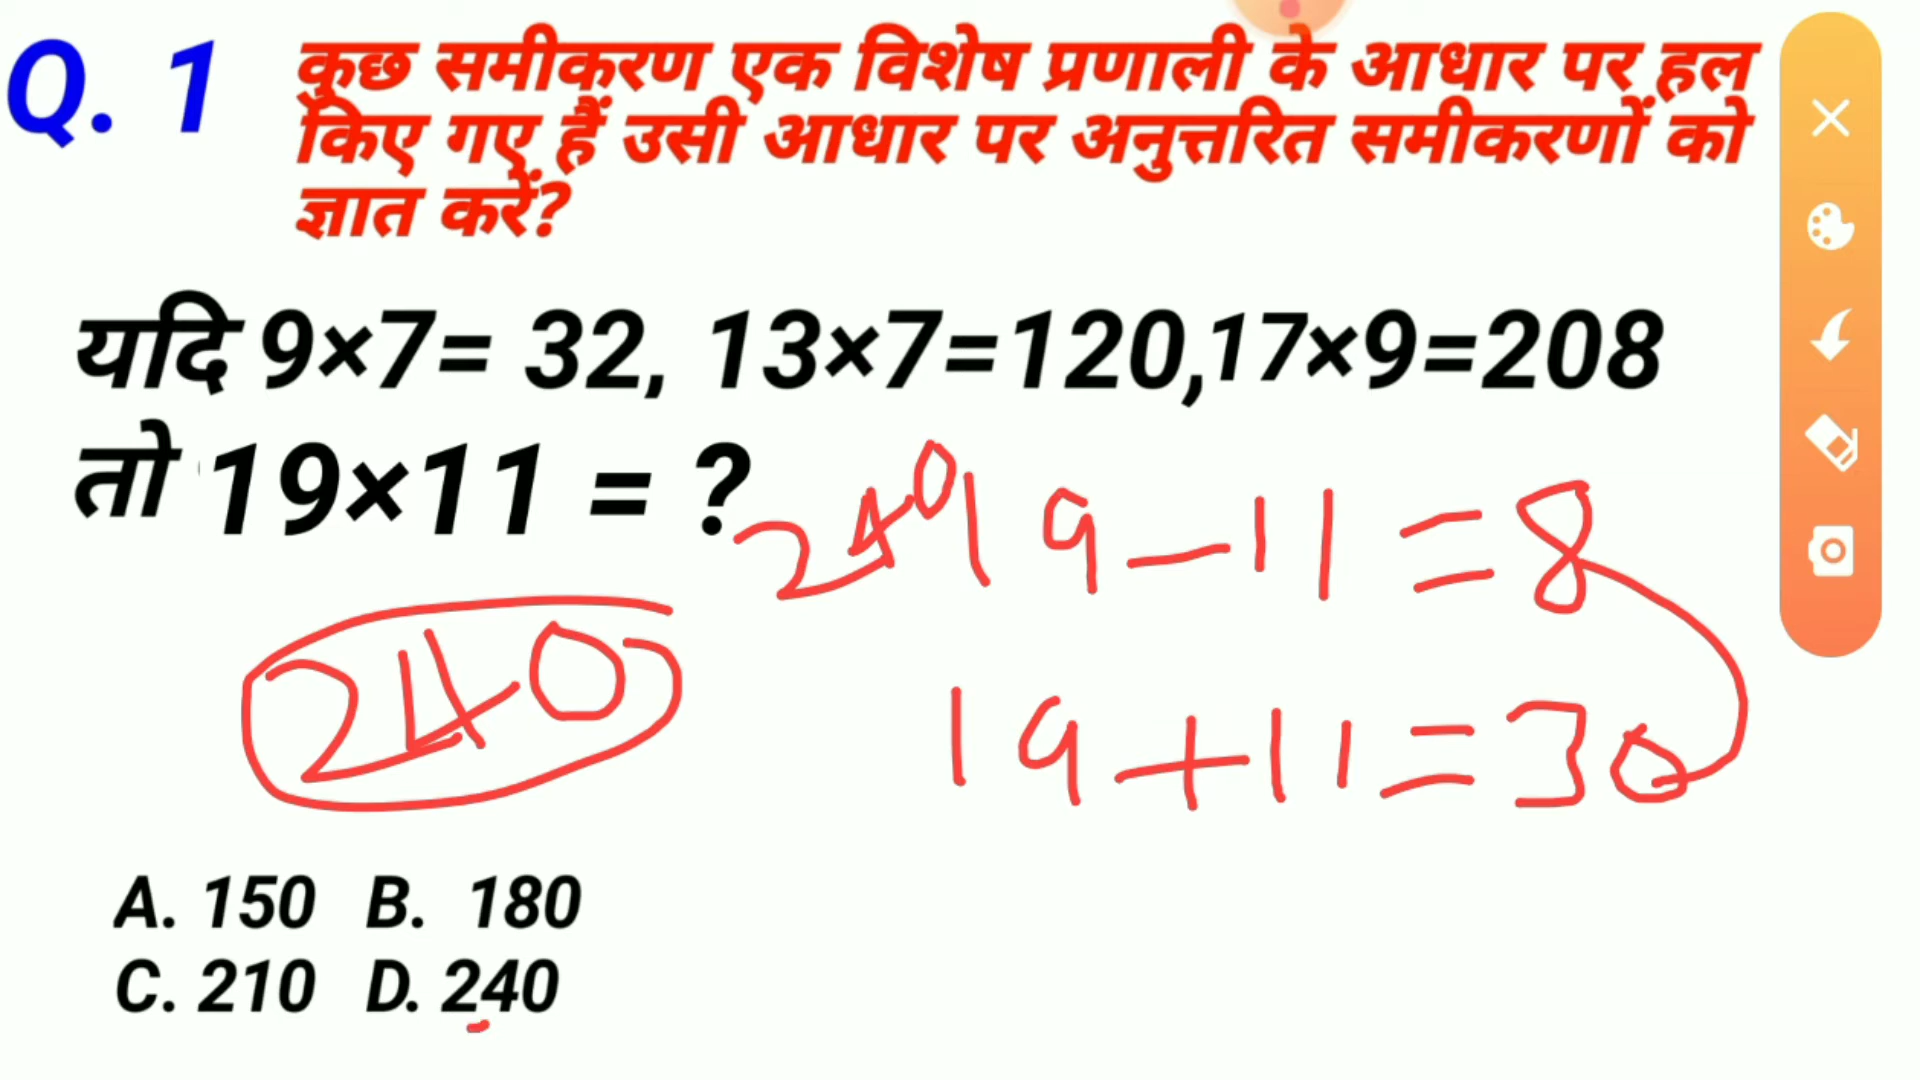 Q. 1 कुछ समीकरण एक विशेष प्रणाली के आधार पर हल
किए गए हैं उसी आधार पर अनुत्तरित समीकरणों को
ज्ञात करें?
यदि 9×7= 32, 13×7=120,17×9=208
तो 19×11 = ?
240
19-11=8
240
19+11=30
A. 150 B. 180
C. 210 D. 240